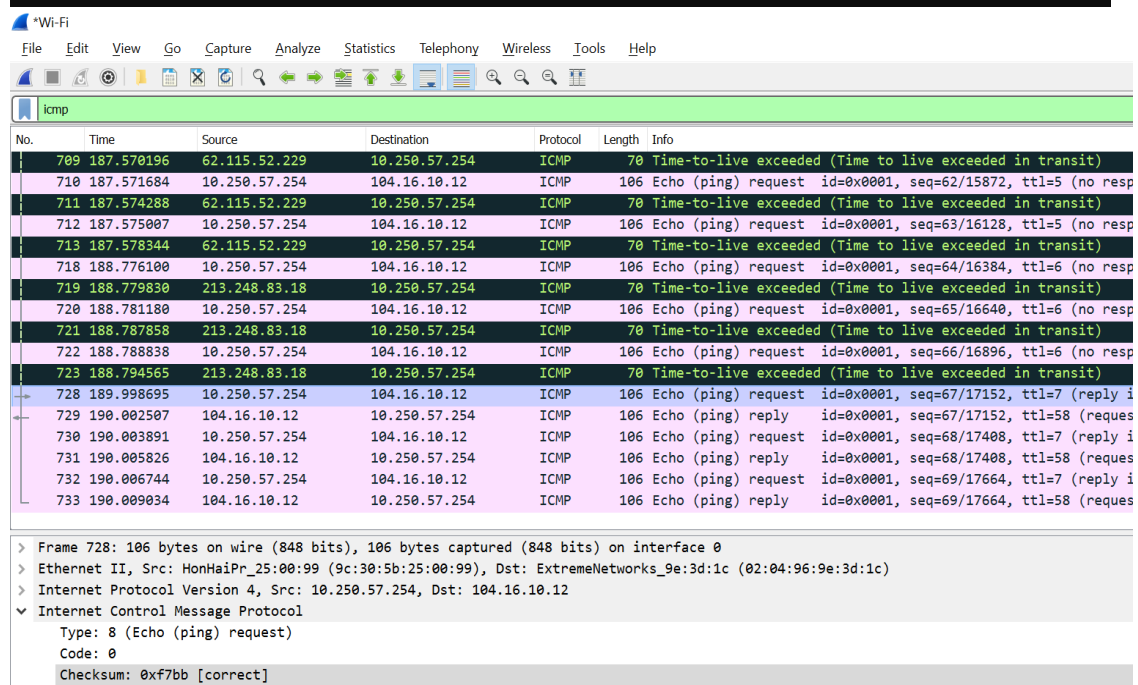 *Wi-Fi
File Edit View Go Capture Analyze Statistics Telephony Wireless Tools Help
icmp
No. Time Source Destination Protocol Length Info
709 187.570196 62.115.52.229 10.250.57.254 ICMP 70 Time-to-live exceeded (Time to live exceeded in transit)
710 187.571684 10.250.57.254 104.16.10.12 ICMP 106 Echo (ping) request id=0x0001, seq=62/15872, ttl=5 (no resp
711 187.574288 62.115.52.229 10.250.57.254 ICMP 70 Time-to-live exceeded (Time to live exceeded in transit)
712 187.575007 10.250.57.254 104.16.10.12 ICMP 106 Echo (ping) request id=0x0001, seq=63/16128, ttl=5 (no resp
713 187.578344 62.115.52.229 10.250.57.254 ICMP 70 Time-to-live exceeded (Time to live exceeded in transit)
718 188.776100 10.250.57.254 104.16.10.12 ICMP 106 Echo (ping) request id=0x0001, seq=64/16384, ttl=6 (no resp
719 188.779830 213.248.83.18 10.250.57.254 ICMP 70 Time-to-live exceeded (Time to live exceeded in transit)
720 188.781180 10.250.57.254 104.16.10.12 ICMP 106 Echo (ping) request id=0x0001, seq=65/16640, ttl=6 (no resp
721 188.787858 213.248.83.18 10.250.57.254 ICMP 70 Time-to-live exceeded (Time to live exceeded in transit)
722 188.788838 10.250.57.254 104.16.10.12 ICMP 106 Echo (ping) request id=0x0001, seq=66/16896, ttl=6 (no resp
723 188.794565 213.248.83.18 10.250.57.254 ICMP 70 Time-to-live exceeded (Time to live exceeded in transit)
728 189.998695 10.250.57.254 104.16.10.12 ICMP 106 Echo (ping) request id=0x0001, seq=67/17152, ttl=7 (reply i
729 190.002507 104.16.10.12 10.250.57.254 ICMP 106 Echo (ping) reply id=0x0001, seq=67/17152, ttl=58 (reques
730 190.003891 10.250.57.254 104.16.10.12 ICMP 106 Echo (ping) request id=0x0001, seq=68/17408, ttl=7 (reply i
731 190.005826 104.16.10.12 10.250.57.254 ICMP 106 Echo (ping) reply id=0x0001, seq=68/17408, ttl=58 (reques
732 190.006744 10.250.57.254 104.16.10.12 ICMP 106 Echo (ping) request id=0x0001, seq=69/17664, ttl=7 (reply i
733 190.009034 104.16.10.12 10.250.57.254 ICMP 106 Echo (ping) reply id=0x0001, seq=69/17664, ttl=58 (reques
Frame 728: 106 bytes on wire (848 bits), 106 bytes captured (848 bits) on interface 0
Ethernet II, Src: HonHaiPr_25:00:99 (9c:30:5b:25:00:99), Dst: ExtremeNetworks_9e:3d:1c (02:04:96:9e:3d:1c)
Internet Protocol Version 4, Src: 10.250.57.254, Dst: 104.16.10.12
Internet Control Message Protocol
Type: 8 (Echo (ping) request)
Code: 0
Checksum: 0xf7bb [correct]